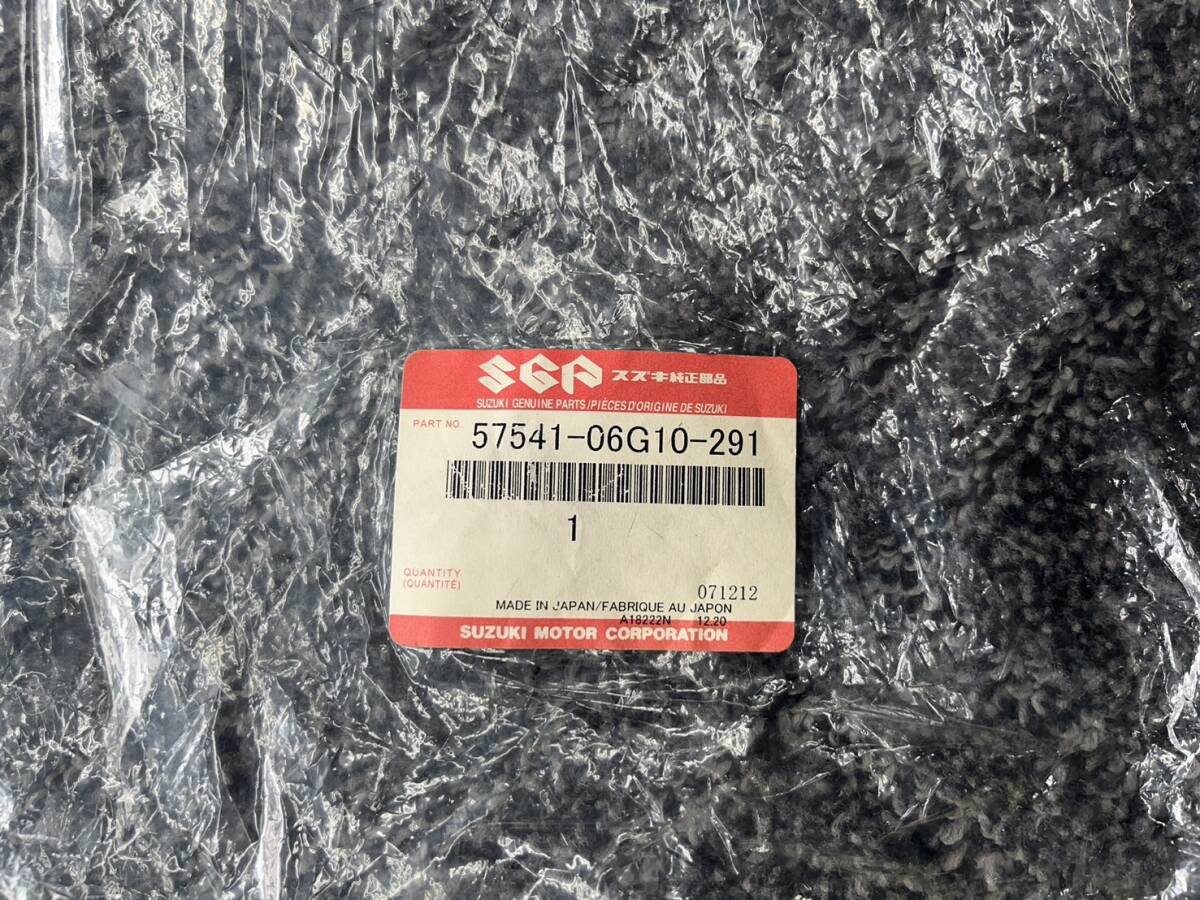 SGP スズキ純正部品
SUZUKI GENUINE PARTS/PIÈCES D'ORIGINE DE SUZUKI
PART NO. 57541-06G10-291
1
QUANTITY
(QUANTITÉ)
071212
MADE IN JAPAN/FABRIQUE AU JAPON
A18222N 12.20
SUZUKI MOTOR CORPORATION